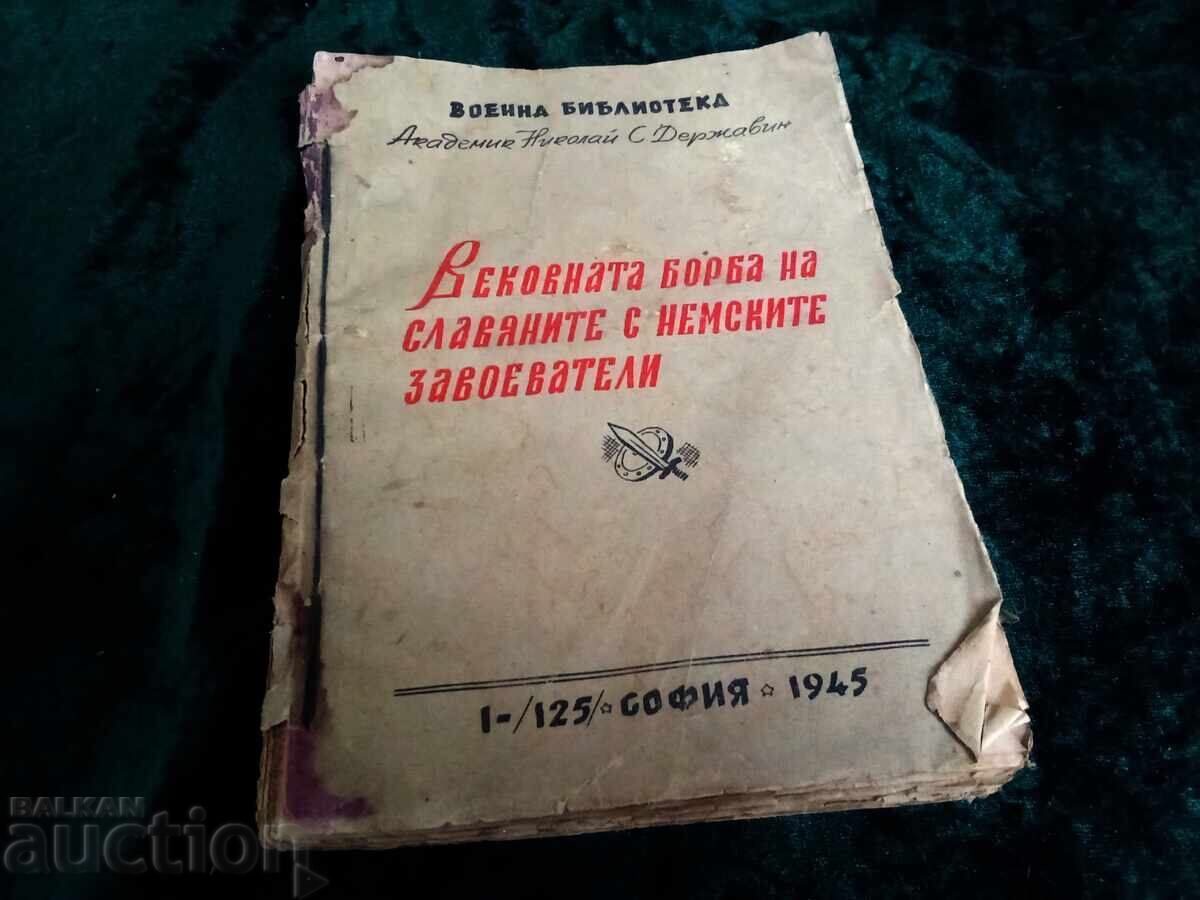 ВОЕННА БИБЛИОТЕКА
Академик Николай С Державин
ВЕКОВНАТА БОРБА НА
СЛАВЯНИТЕ С НЕМСКИТЕ
ЗАВОЕВАТЕЛИ
I-/125/☆ СОФИЯ ☆ 1945
BALKAN
auction